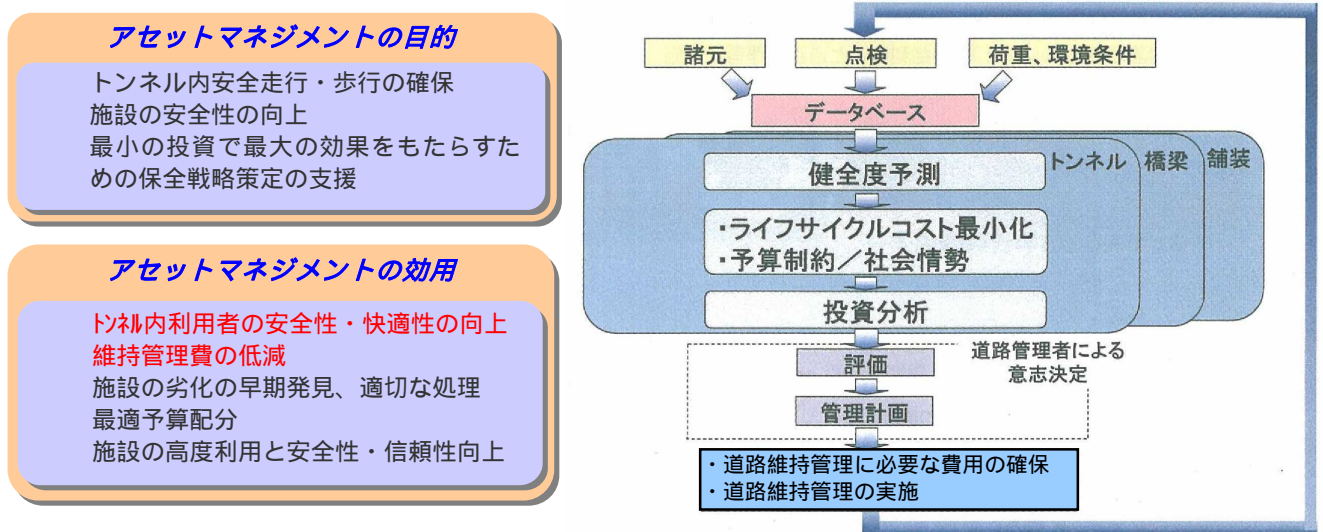 アセットマネジメントの目的
トンネル内安全走行・歩行の確保
施設の安全性の向上
最小の投資で最大の効果をもたらすた
めの保全戦略策定の支援
アセットマネジメントの効用
ﾄﾝﾈﾙ内利用者の安全性・快適性の向上
維持管理費の低減
施設の劣化の早期発見、適切な処理
最適予算配分
施設の高度利用と安全性・信頼性向上
諸元
点検
荷重、環境条件
データベース
トンネル
橋梁
舗装
健全度予測
・ライフサイクルコスト最小化
・予算制約／社会情勢
投資分析
道路管理者による
意志決定
評価
管理計画
・道路維持管理に必要な費用の確保
・道路維持管理の実施